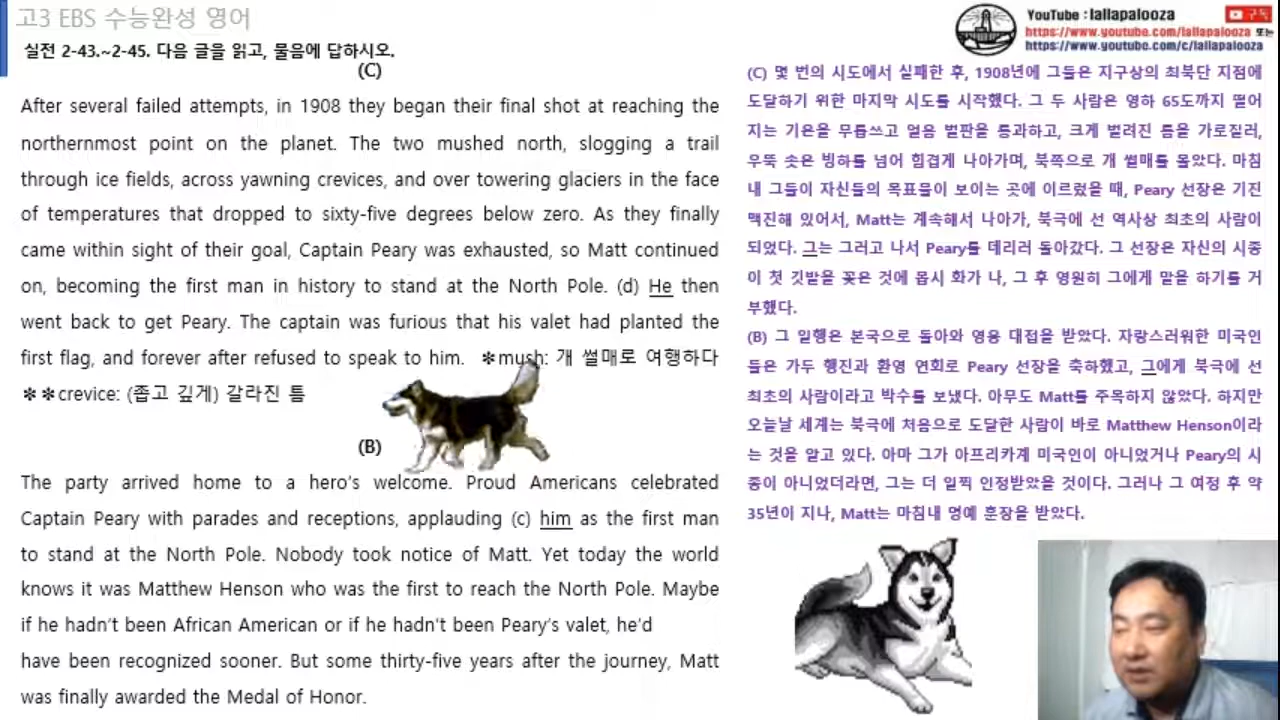 고3 EBS 수능완성 영어
실전 2-43.~2-45. 다음 글을 읽고, 물음에 답하시오.
(C)
After several failed attempts, in 1908 they began their final shot at reaching the
northernmost point on the planet. The two mushed north, slogging a trail
through ice fields, across yawning crevices, and over towering glaciers in the face
of temperatures that dropped to sixty-five degrees below zero. As they finally
came within sight of their goal, Captain Peary was exhausted, so Matt continued
on, becoming the first man in history to stand at the North Pole. (d) He then
went back to get Peary. The captain was furious that his valet had planted the
first flag, and forever after refused to speak to him. ✻mush: 개 썰매로 여행하다
✻✻crevice: (좁고 깊게) 갈라진 틈
(B)
The party arrived home to a hero's welcome. Proud Americans celebrated
Captain Peary with parades and receptions, applauding (c) him as the first man
to stand at the North Pole. Nobody took notice of Matt. Yet today the world
knows it was Matthew Henson who was the first to reach the North Pole. Maybe
if he hadn't been African American or if he hadn't been Peary's valet, he'd
have been recognized sooner. But some thirty-five years after the journey, Matt
was finally awarded the Medal of Honor.
YouTube : lallapalooza
구독
https://www.youtube.com/lallapalooza 또는
https://www.youtube.com/c/lallapalooza
(C) 몇 번의 시도에서 실패한 후, 1908년에 그들은 지구상의 최북단 지점에
도달하기 위한 마지막 시도를 시작했다. 그 두 사람은 영하 65도까지 떨어
지는 기온을 무릅쓰고 얼음 벌판을 통과하고, 크게 벌려진 틈을 가로질러,
우뚝 솟은 빙하를 넘어 힘겹게 나아가며, 북쪽으로 개 썰매를 몰았다. 마침
내 그들이 자신들의 목표물이 보이는 곳에 이르렀을 때, Peary 선장은 기진
맥진해 있어서, Matt는 계속해서 나아가, 북극에 선 역사상 최초의 사람이
되었다. 그는 그러고 나서 Peary를 데리러 돌아갔다. 그 선장은 자신의 시종
이 첫 깃발을 꽂은 것에 몹시 화가 나, 그 후 영원히 그에게 말을 하기를 거
부했다.
(B) 그 일행은 본국으로 돌아와 영웅 대접을 받았다. 자랑스러워한 미국인
들은 가두 행진과 환영 연회로 Peary 선장을 축하했고, 그에게 북극에 선
최초의 사람이라고 박수를 보냈다. 아무도 Matt를 주목하지 않았다. 하지만
오늘날 세계는 북극에 처음으로 도달한 사람이 바로 Matthew Henson이라
는 것을 알고 있다. 아마 그가 아프리카계 미국인이 아니었거나 Peary의 시
종이 아니었더라면, 그는 더 일찍 인정받았을 것이다. 그러나 그 여정 후 약
35년이 지나, Matt는 마침내 명예 훈장을 받았다.